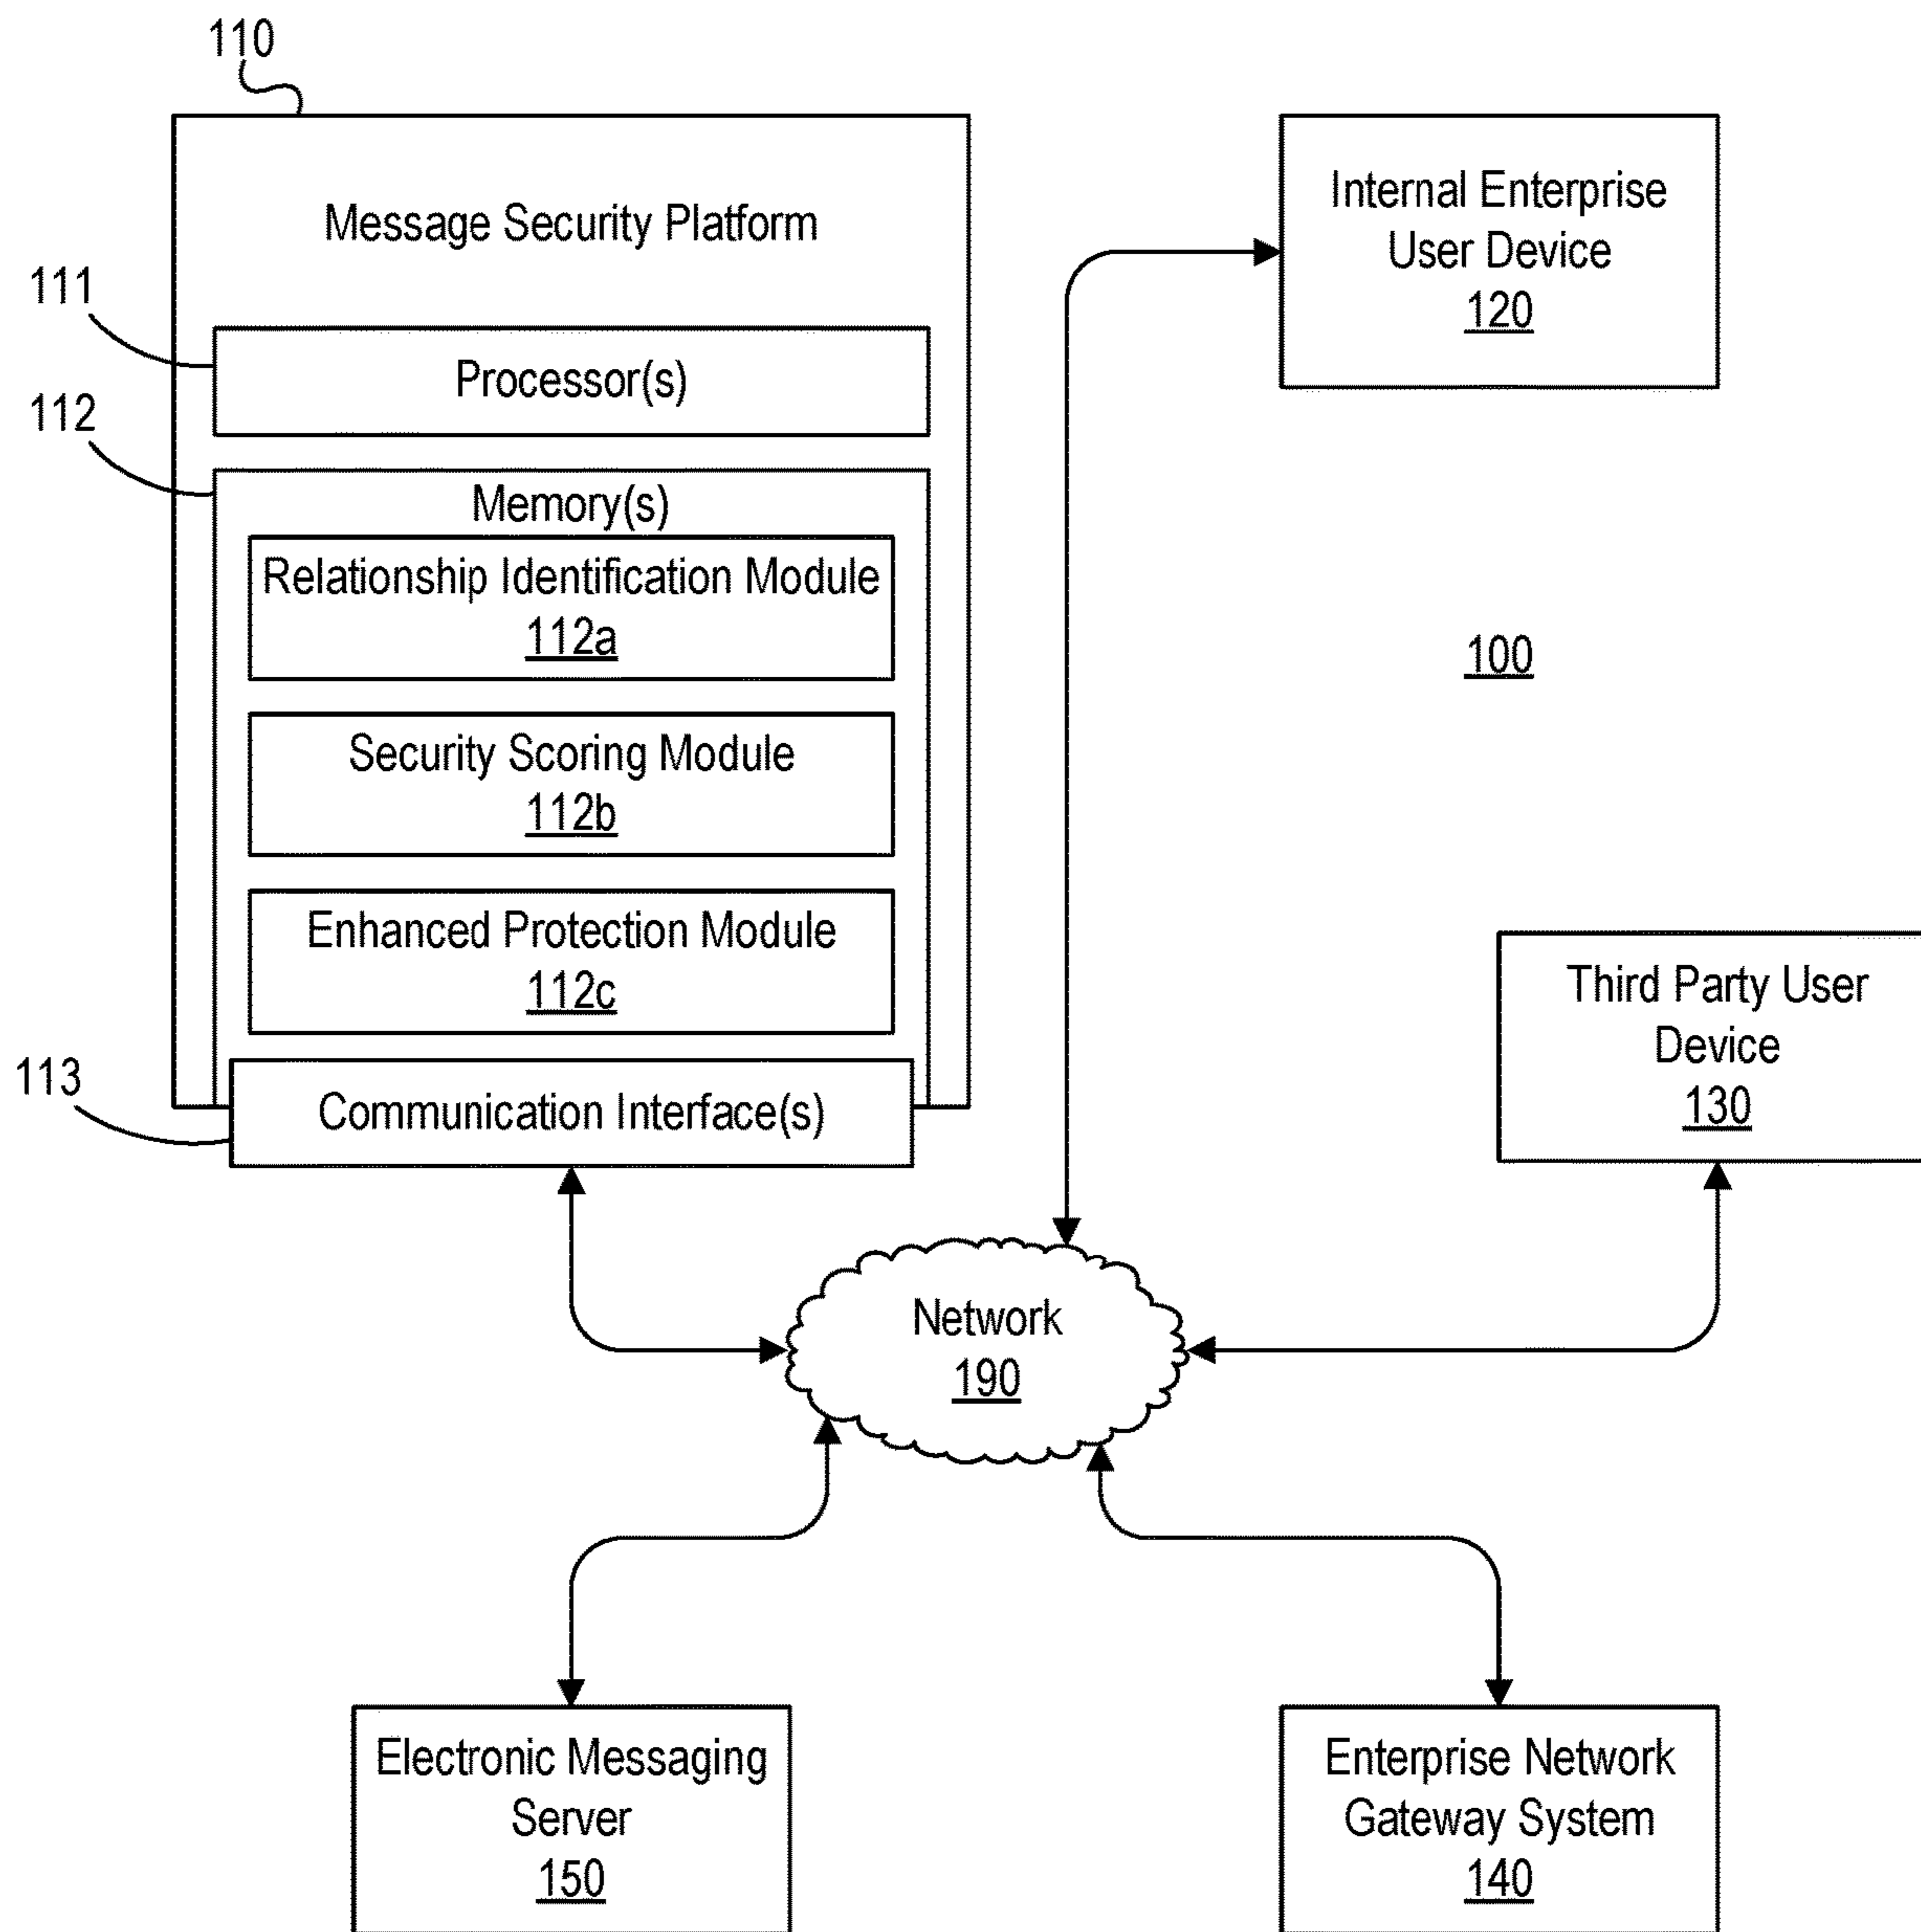 110
Message Security Platform
111
Processor(s)
112
Memory(s)
Relationship Identification Module
112a
Security Scoring Module
112b
Enhanced Protection Module
112c
113
Communication Interface(s)
Internal Enterprise
User Device
120
100
Third Party User
Device
130
Network
190
Electronic Messaging
Server
150
Enterprise Network
Gateway System
140